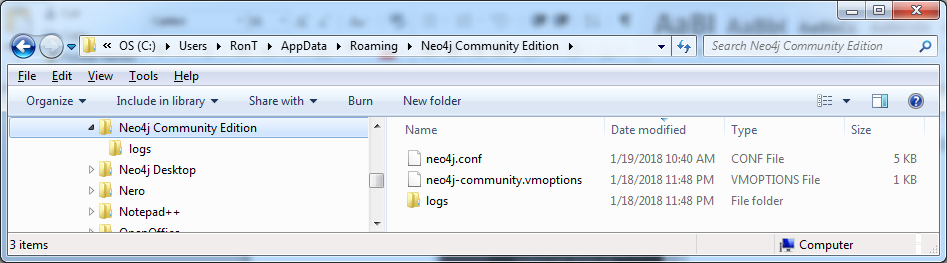 « OS (C:) Users RonT AppData Roaming Neo4j Community Edition Search Neo4j Community Edition
File Edit View Tools Help
Organize Include in library Share with Burn New folder
Neo4j Community Edition
logs
Neo4j Desktop
Nero
Notepad++
OpenOffice
Name Date modified Type Size
neo4j.conf 1/19/2018 10:40 AM CONF File 5 KB
neo4j-community.vmoptions 1/18/2018 11:48 PM VMOPTIONS File 1 KB
logs 1/18/2018 11:48 PM File folder
3 items Computer